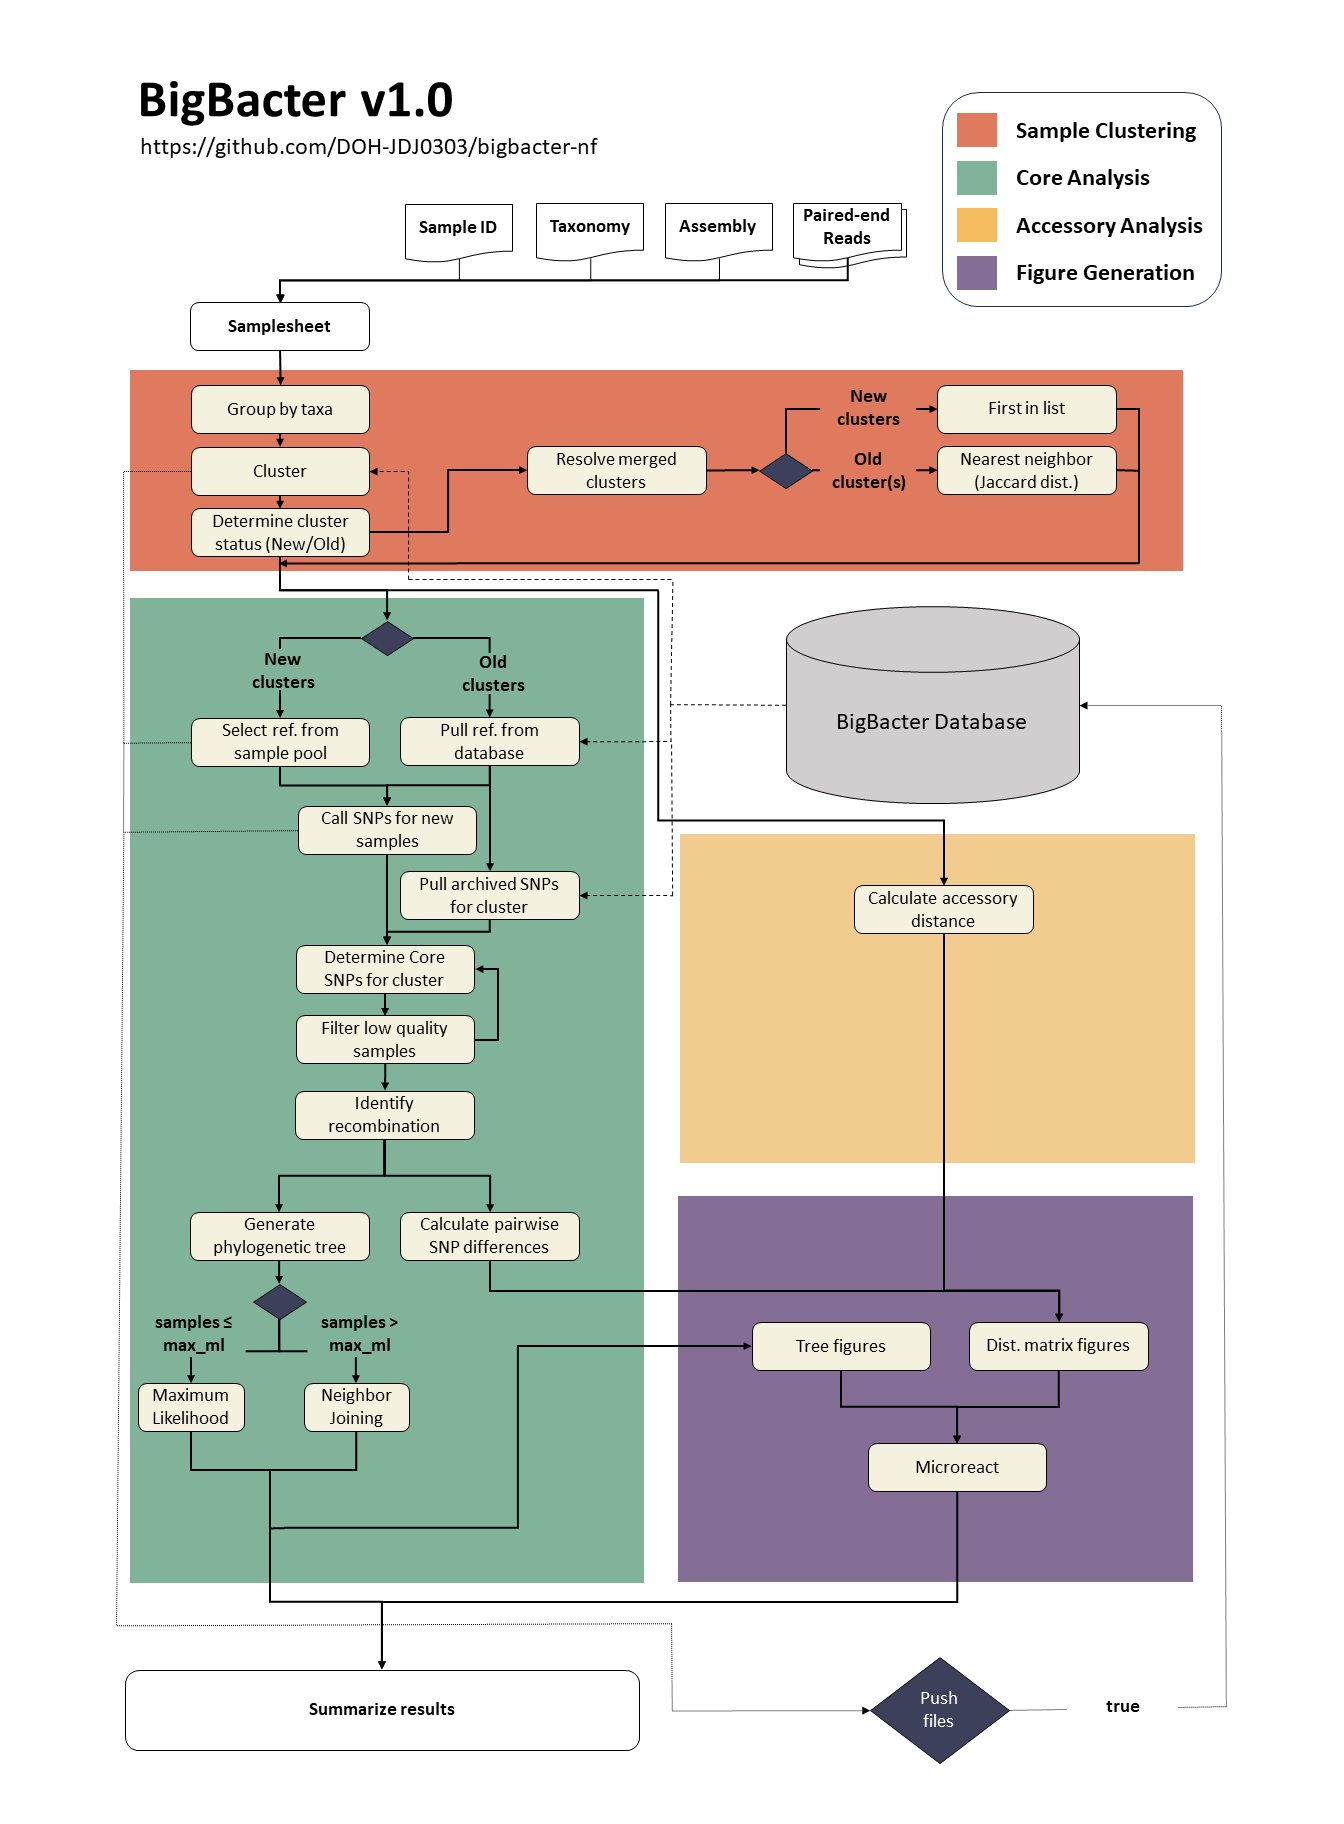 BigBacter v1.0
https://github.com/DOH-JDJ0303/bigbacter-nf
Sample Clustering
Core Analysis
Accessory Analysis
Figure Generation
Sample ID
Taxonomy
Assembly
Paired-end
Reads
Samplesheet
Group by taxa
Cluster
Determine cluster
status (New/Old)
Resolve merged
clusters
New
clusters
Old
cluster(s)
First in list
Nearest neighbor
(Jaccard dist.)
New
clusters
Old
clusters
Select ref. from
sample pool
Pull ref. from
database
BigBacter Database
Call SNPs for new
samples
Pull archived SNPs
for cluster
Calculate accessory
distance
Determine Core
SNPs for cluster
Filter low quality
samples
Identify
recombination
Generate
phylogenetic tree
Calculate pairwise
SNP differences
samples ≤
max_ml
samples >
max_ml
Maximum
Likelihood
Neighbor
Joining
Tree figures
Dist. matrix figures
Microreact
Summarize results
Push
files
true